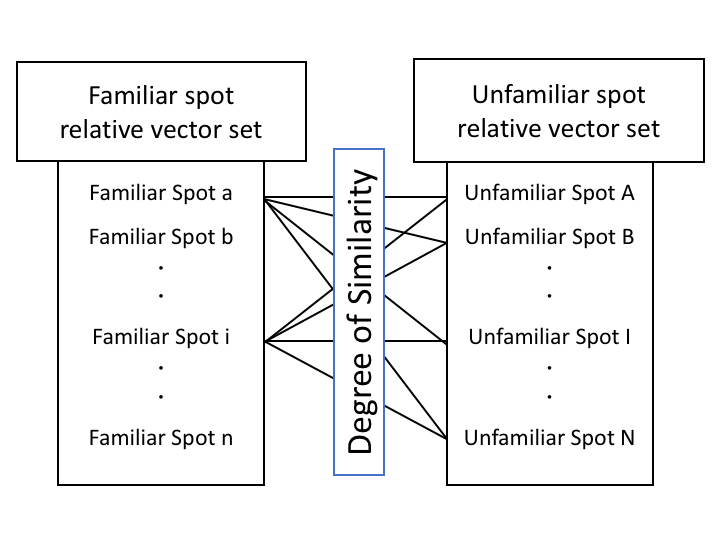 Familiar spot
relative vector set
Familiar Spot a
Familiar Spot b
.
.
Familiar Spot i
.
.
Familiar Spot n
Degree of Similarity
Unfamiliar spot
relative vector set
Unfamiliar Spot A
Unfamiliar Spot B
.
.
Unfamiliar Spot I
.
.
Unfamiliar Spot N